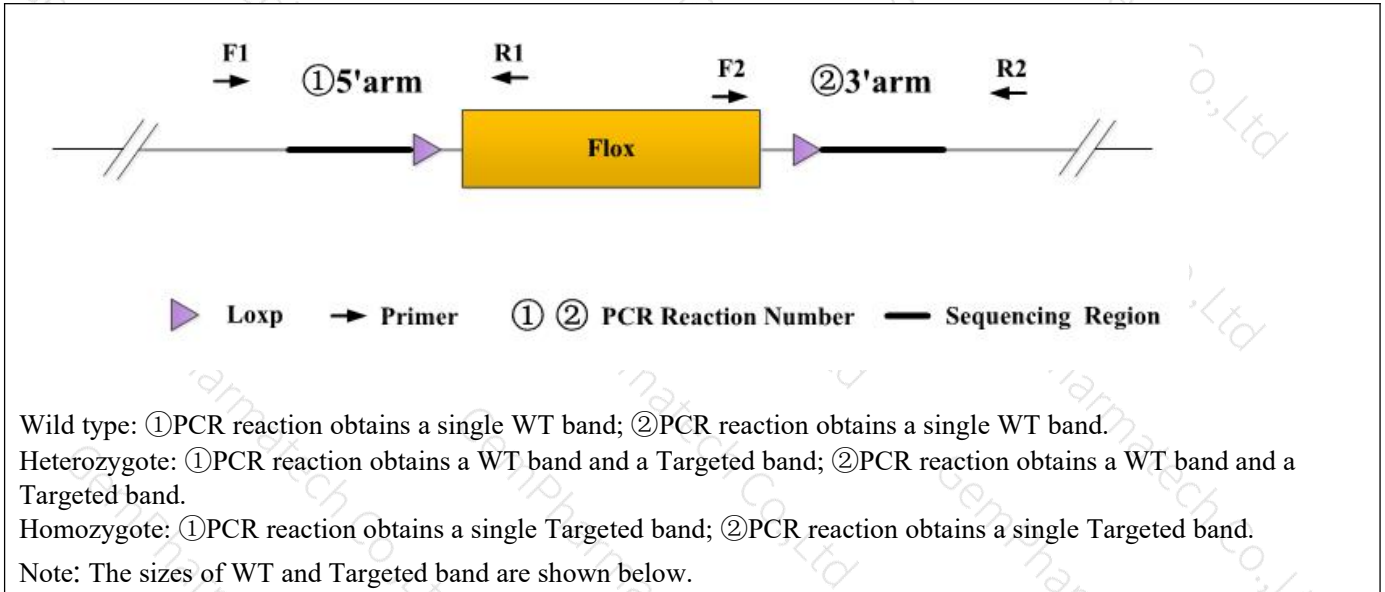 F1 ①5'arm R1 F2 ②3'arm R2
Flox
Loxp Primer ① ② PCR Reaction Number Sequencing Region
Wild type: ①PCR reaction obtains a single WT band; ②PCR reaction obtains a single WT band.
Heterozygote: ①PCR reaction obtains a WT band and a Targeted band; ②PCR reaction obtains a WT band and a
Targeted band.
Homozygote: ①PCR reaction obtains a single Targeted band; ②PCR reaction obtains a single Targeted band.
Note: The sizes of WT and Targeted band are shown below.